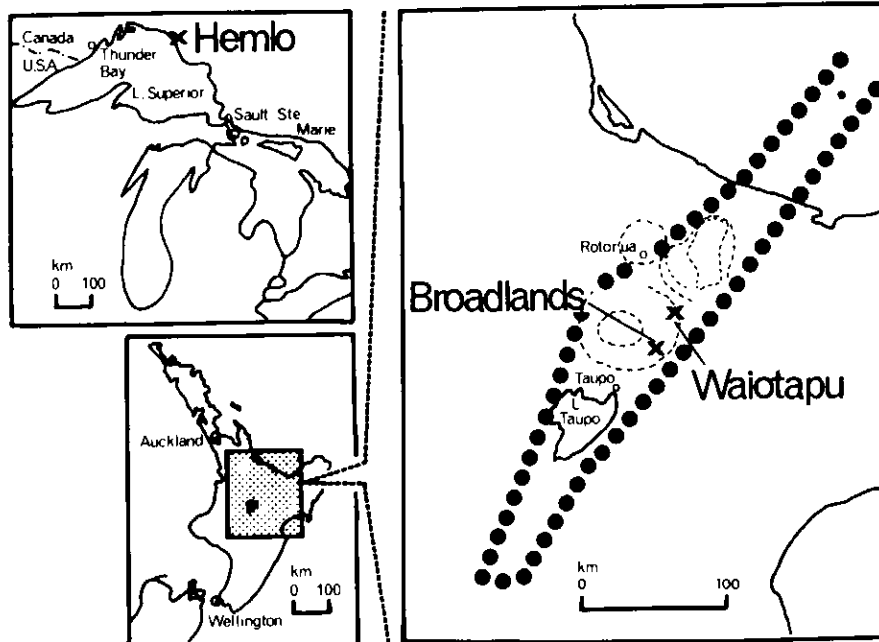 Canada
U.S.A.
Thunder
Bay
Hemlo
L. Superior
Sault Ste
Marie
km
0 100
Auckland
km
0 100
Wellington
Rotorua
Broadlands
Waiotapu
Taupo
L.
Taupo
km
0 100